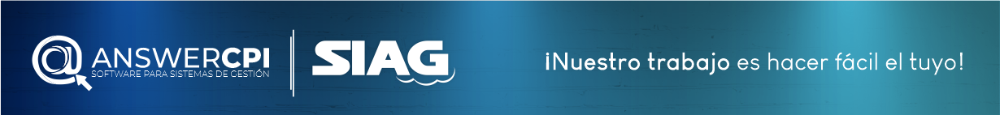 ANSWERCPI
SOFTWARE PARA SISTEMAS DE GESTIÓN
SIAG
¡Nuestro trabajo es hacer fácil el tuyo!